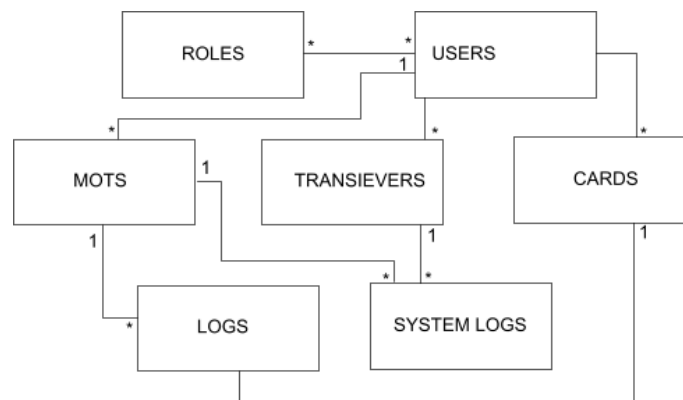 ROLES
*
*
USERS
1
*
*
*
MOTS
1
TRANSIEVERS
CARDS
1
1
1
*
*
*
LOGS
SYSTEM LOGS